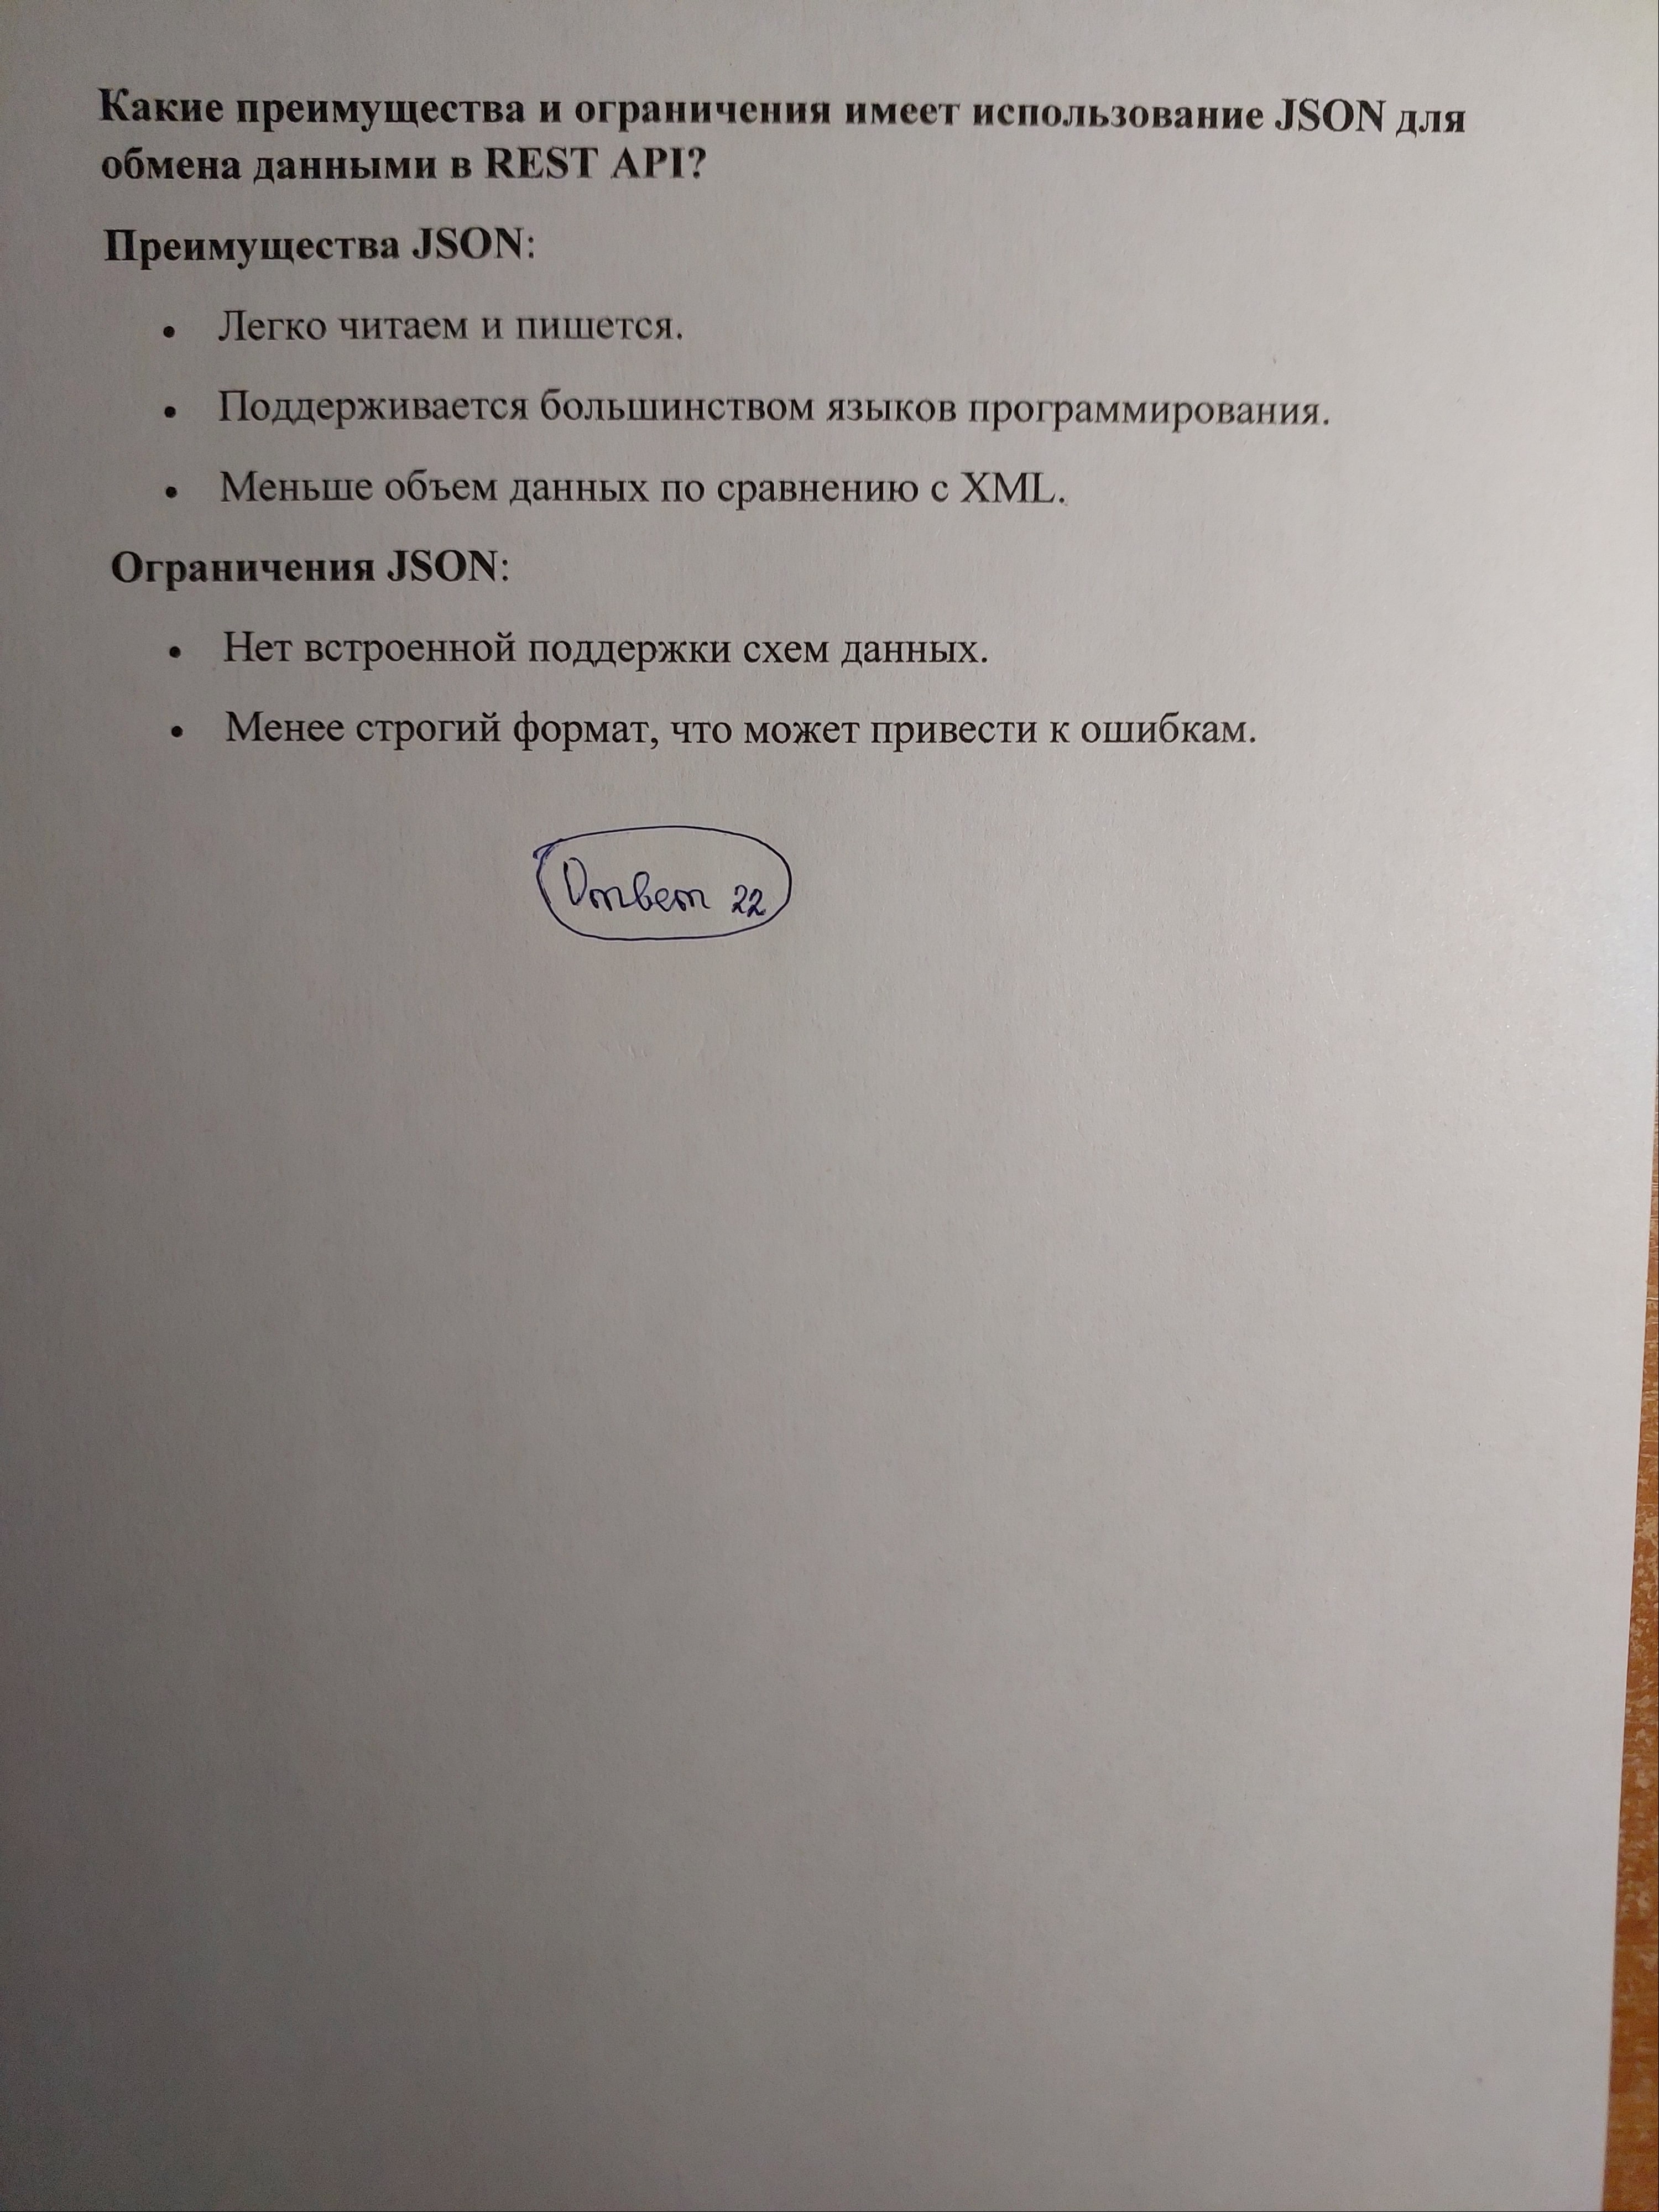 Какие преимущества и ограничения имеет использование JSON для
обмена данными в REST API?
Преимущества JSON:
• Легко читаем и пишется.
• Поддерживается большинством языков программирования.
• Меньше объем данных по сравнению с XML.
Ограничения JSON:
• Нет встроенной поддержки схем данных.
• Менее строгий формат, что может привести к ошибкам.
Ответ 22